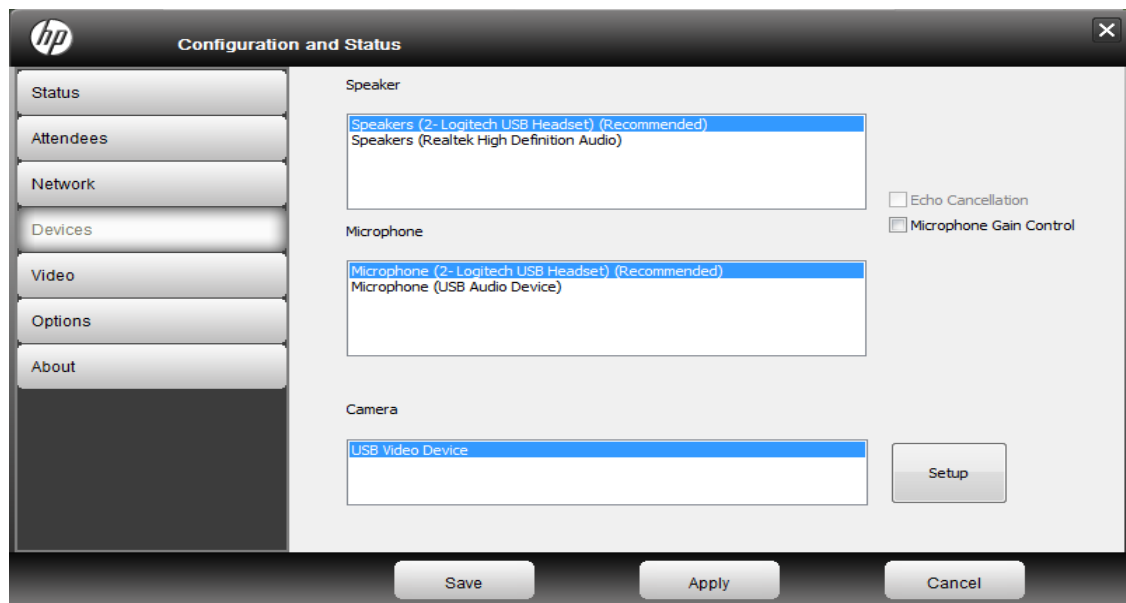 hp
Configuration and Status
Status
Attendees
Network
Devices
Video
Options
About
Speaker
Speakers (2- Logitech USB Headset) (Recommended)
Speakers (Realtek High Definition Audio)
Echo Cancellation
Microphone Gain Control
Microphone
Microphone (2- Logitech USB Headset) (Recommended)
Microphone (USB Audio Device)
Camera
USB Video Device
Setup
Save
Apply
Cancel